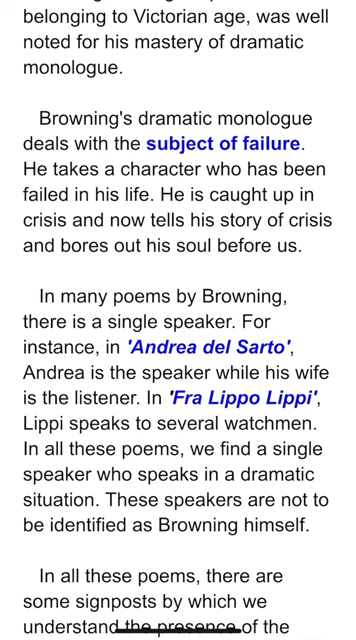 belonging to Victorian age, was well
noted for his mastery of dramatic
monologue.
Browning's dramatic monologue
deals with the subject of failure.
He takes a character who has been
failed in his life. He is caught up in
crisis and now tells his story of crisis
and bores out his soul before us.
In many poems by Browning,
there is a single speaker. For
instance, in 'Andrea del Sarto',
Andrea is the speaker while his wife
is the listener. In 'Fra Lippo Lippi',
Lippi speaks to several watchmen.
In all these poems, we find a single
speaker who speaks in a dramatic
situation. These speakers are not to
be identified as Browning himself.
In all these poems, there are
some signposts by which we
understand the presence of the